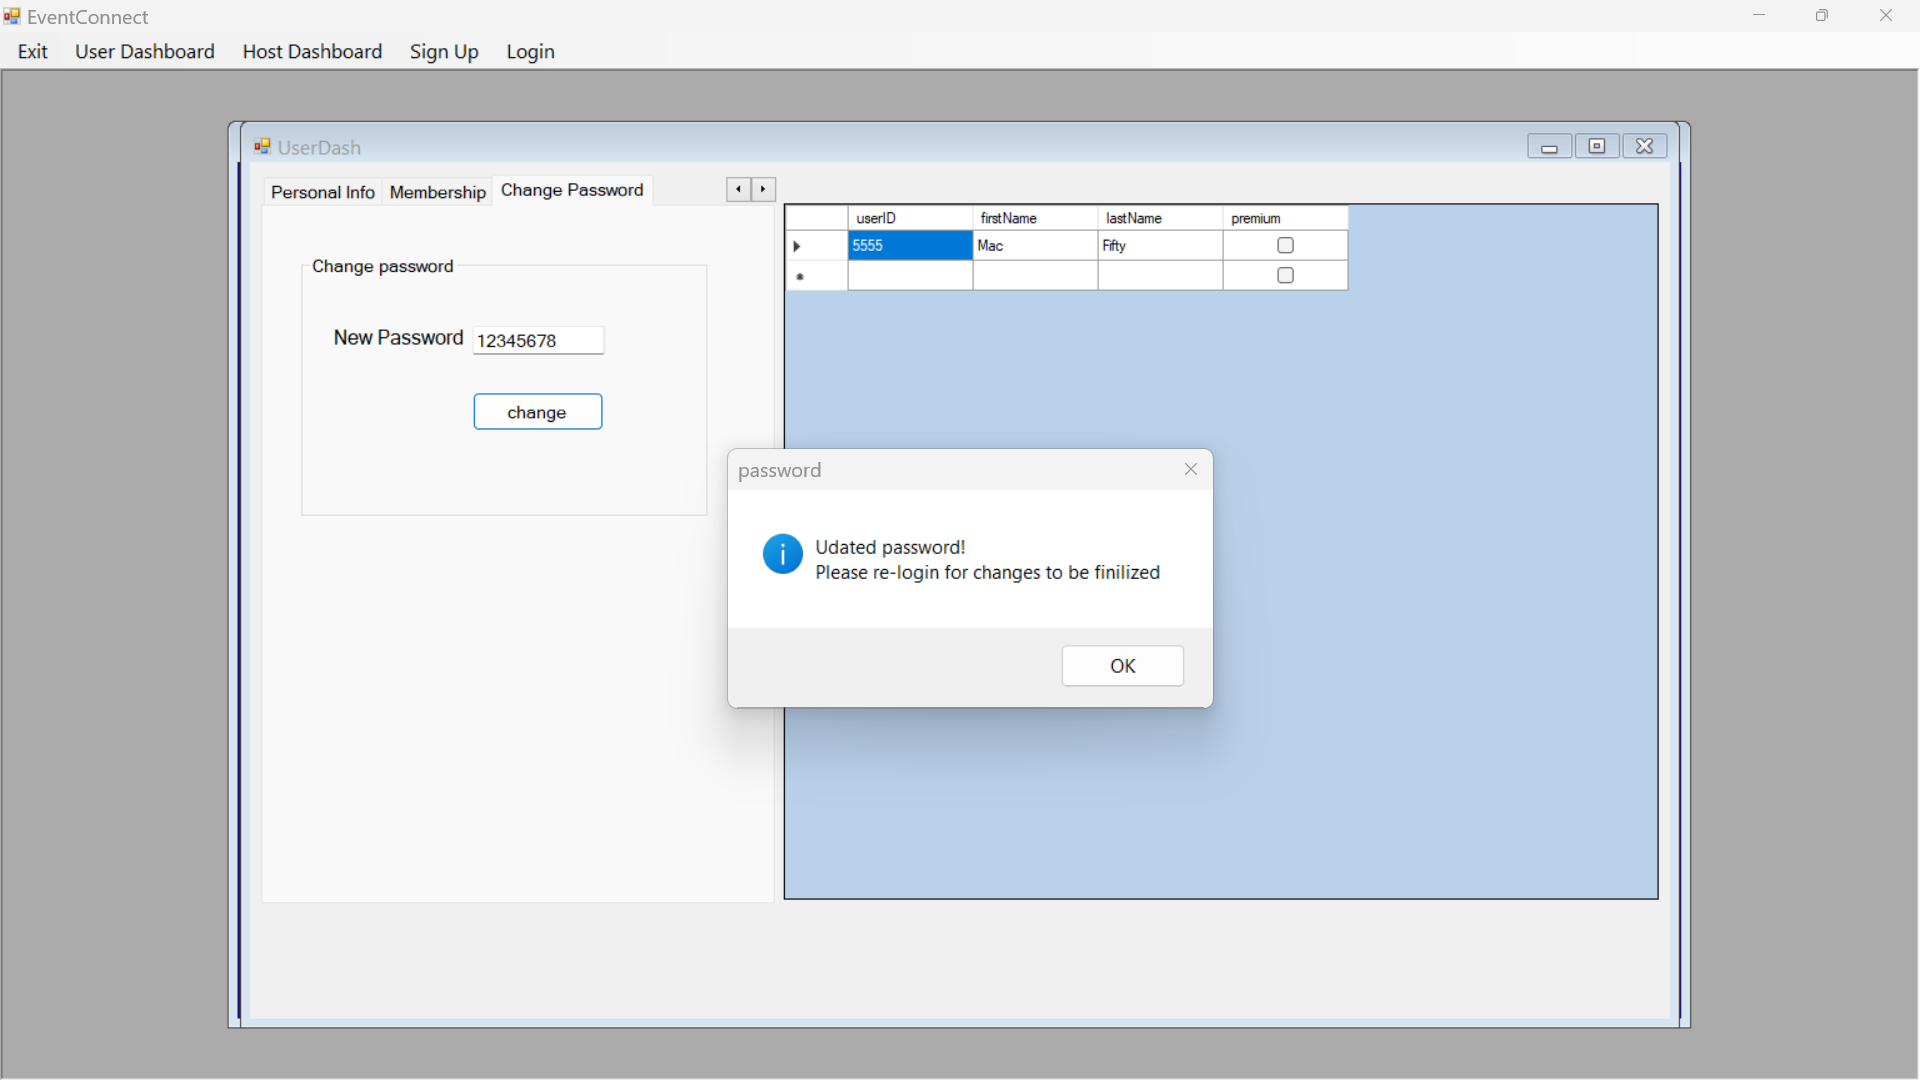 EventConnect
Exit User Dashboard Host Dashboard Sign Up Login
UserDash
Personal Info Membership Change Password
userID firstName lastName premium
5555 Mac Fifty
Change password
New Password 12345678
change
password
Udated password!
Please re-login for changes to be finilized
OK